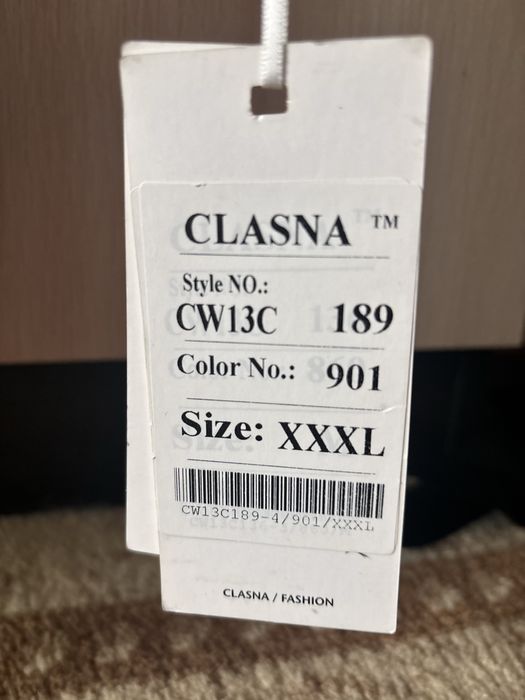 CLASNA ™
Style NO.:
CW13C 189
Color No.: 901
Size: XXXL
CW13C189-4/901/XXXL
CLASNA / FASHION